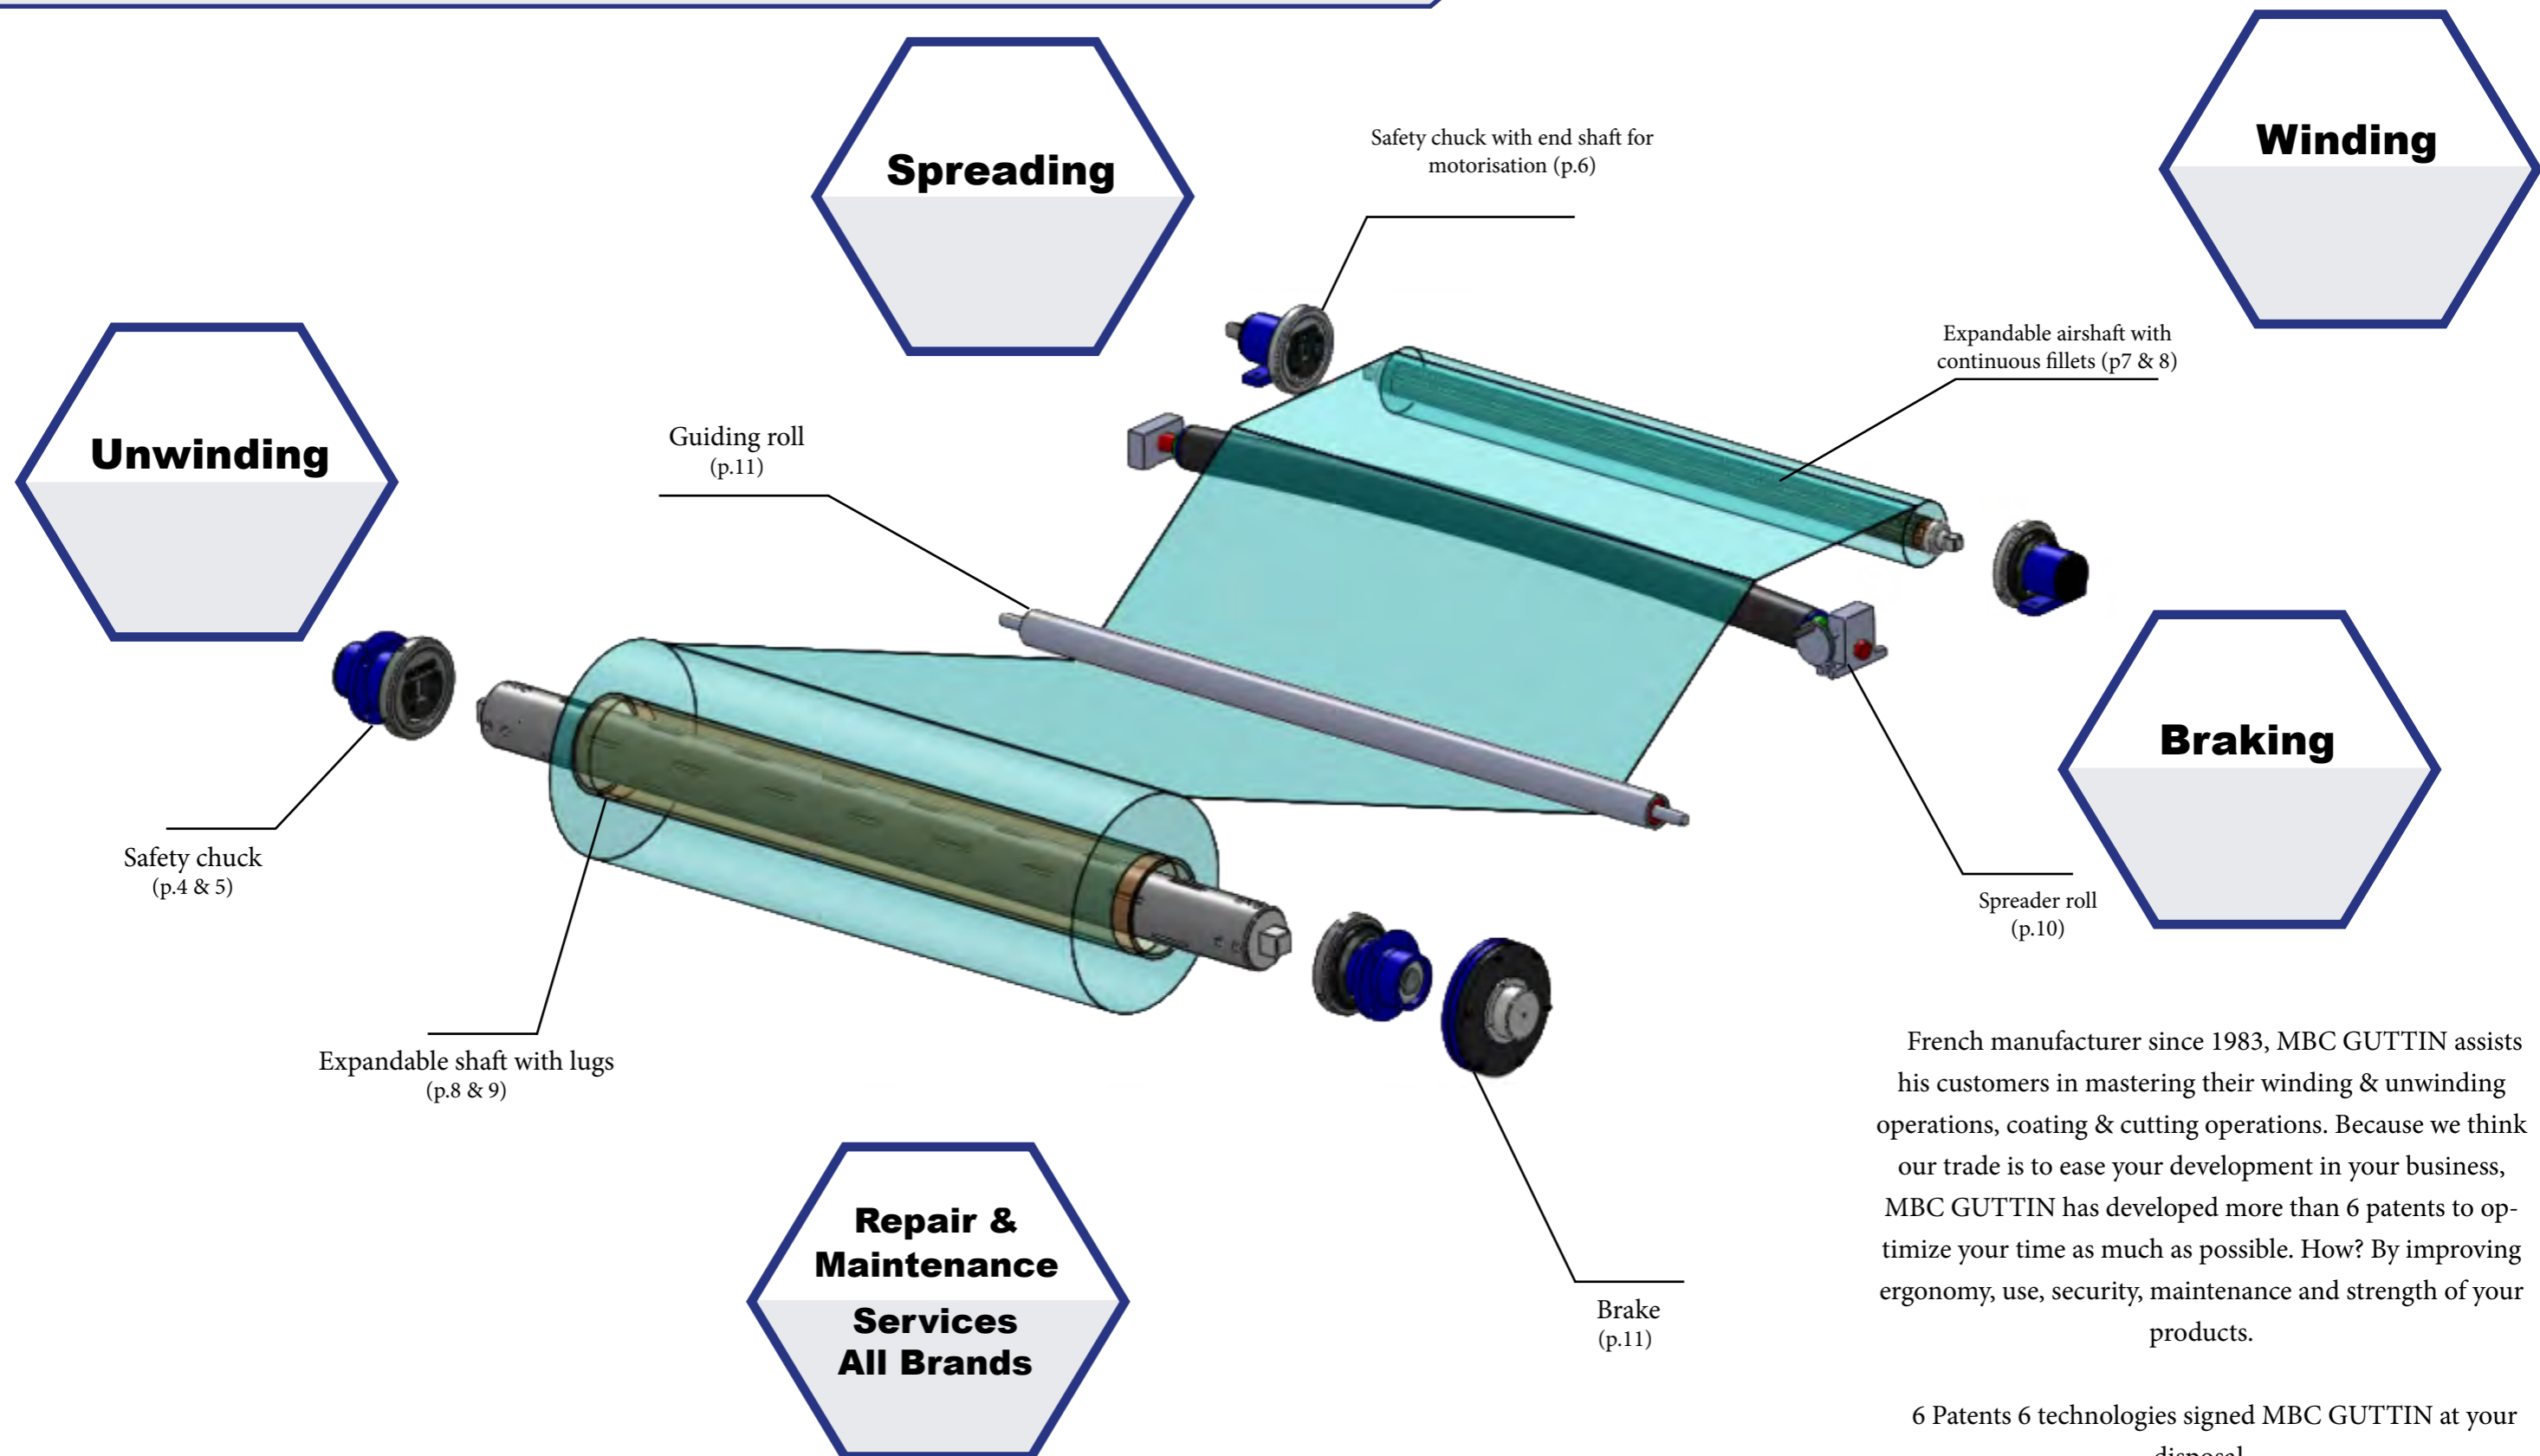 Spreading
Winding
Safety chuck with end shaft for
motorisation (p.6)
Expandable airshaft with
continuous fillets (p7 & 8)
Unwinding
Guiding roll
(p.11)
Safety chuck
(p.4 & 5)
Braking
Spreader roll
(p.10)
Expandable shaft with lugs
(p.8 & 9)
Brake
(p.11)
Repair &
Maintenance
Services
All Brands
French manufacturer since 1983, MBC GUTTIN assists
his customers in mastering their winding & unwinding
operations, coating & cutting operations. Because we think
our trade is to ease your development in your business,
MBC GUTTIN has developed more than 6 patents to op-
timize your time as much as possible. How? By improving
ergonomy, use, security, maintenance and strength of your
products.
6 Patents 6 technologies signed MBC GUTTIN at your
disposal